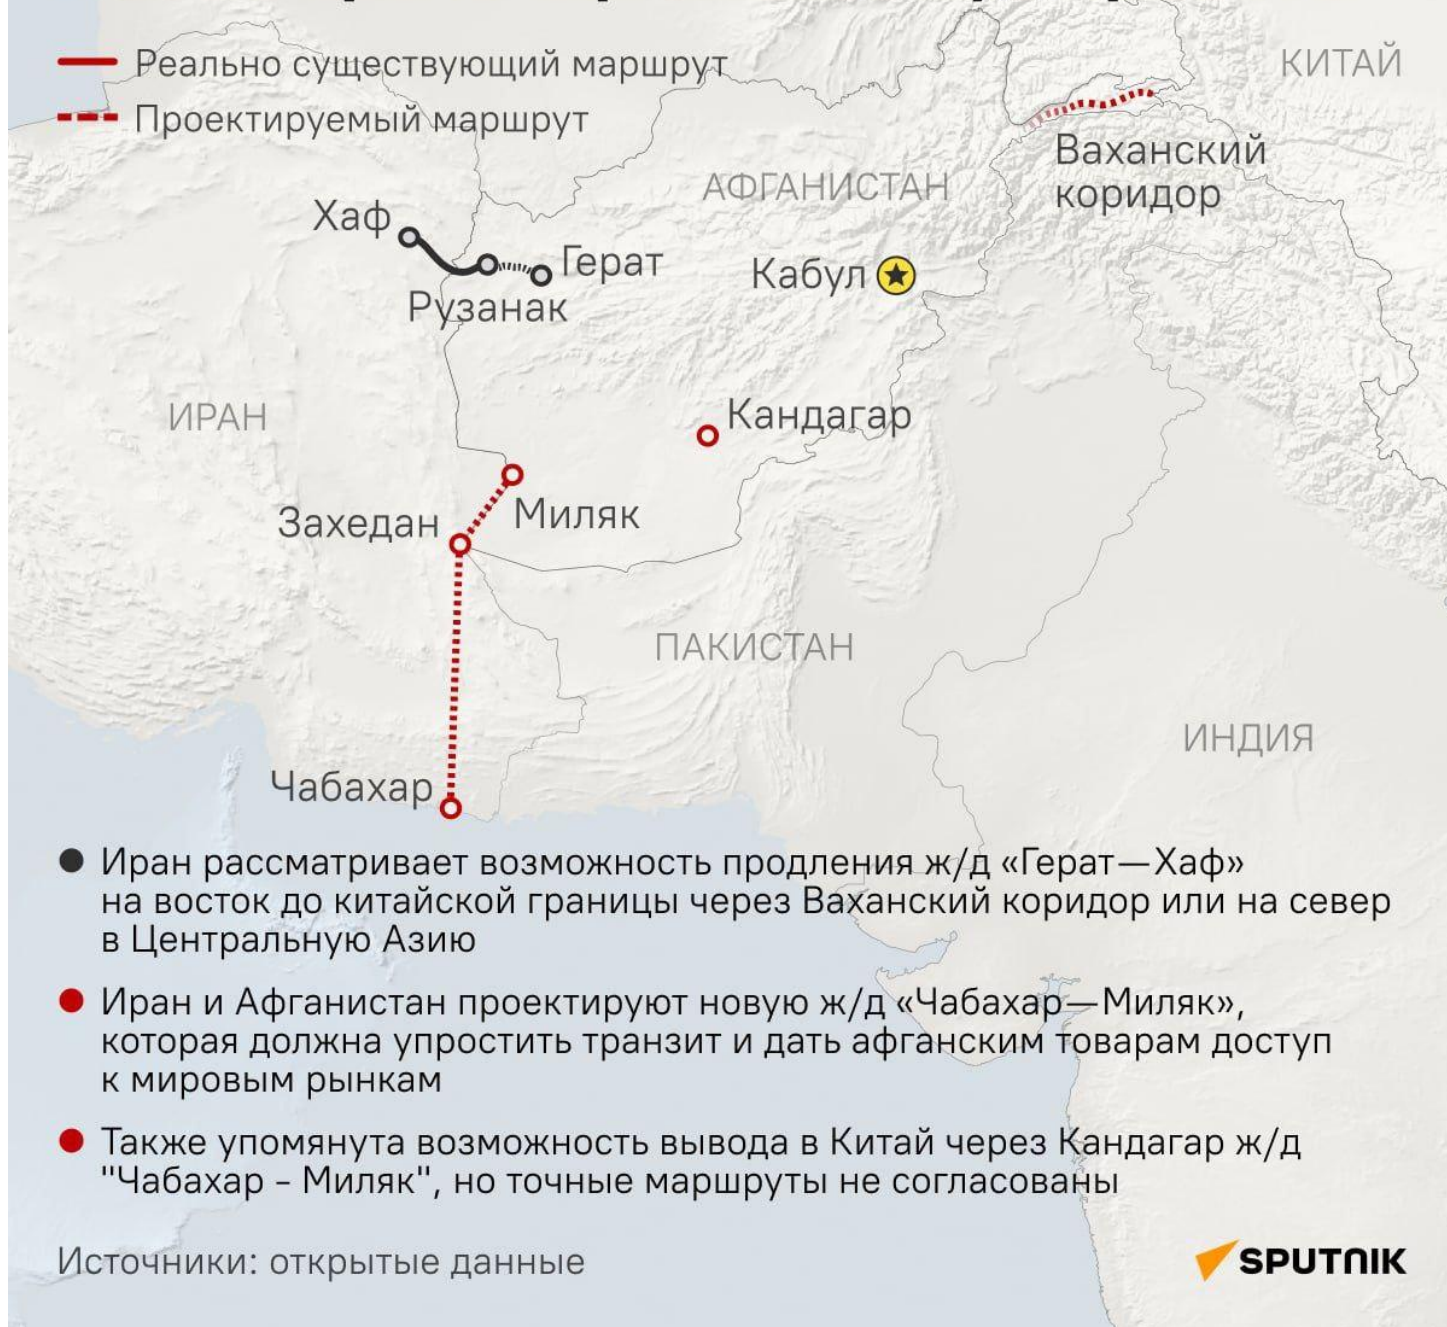 Реально существующий маршрут
Проектируемый маршрут
КИТАЙ
Ваханский
коридор
АФГАНИСТАН
Хаф
Герат
Кабул
Рузанак
ИРАН
Кандагар
Миляк
Захедан
ПАКИСТАН
ИНДИЯ
Чабахар
Иран рассматривает возможность продления ж/д «Герат—Хаф»
на восток до китайской границы через Ваханский коридор или на север
в Центральную Азию
Иран и Афганистан проектируют новую ж/д «Чабахар—Миляк»,
которая должна упростить транзит и дать афганским товарам доступ
к мировым рынкам
Также упомянута возможность вывода в Китай через Кандагар ж/д
"Чабахар - Миляк", но точные маршруты не согласованы
Источники: открытые данные
SPUTNIK